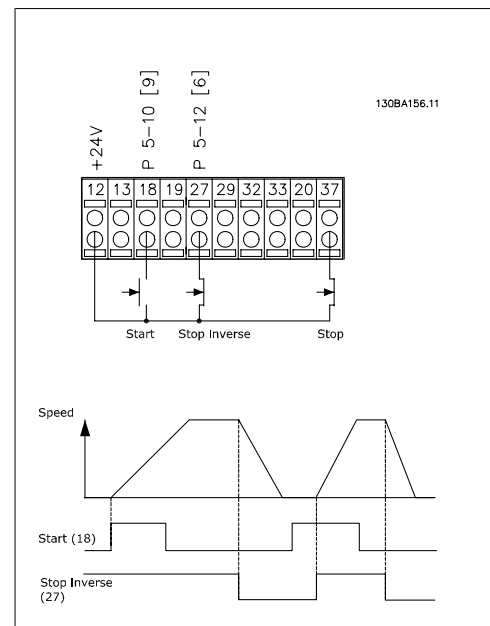 130BA156.11
+24V
P 5-10 [9]
P 5-12 [6]
12 13 18 19 27 29 32 33 20 37
Start Stop Inverse Stop
Speed
Start (18)
Stop Inverse
(27)